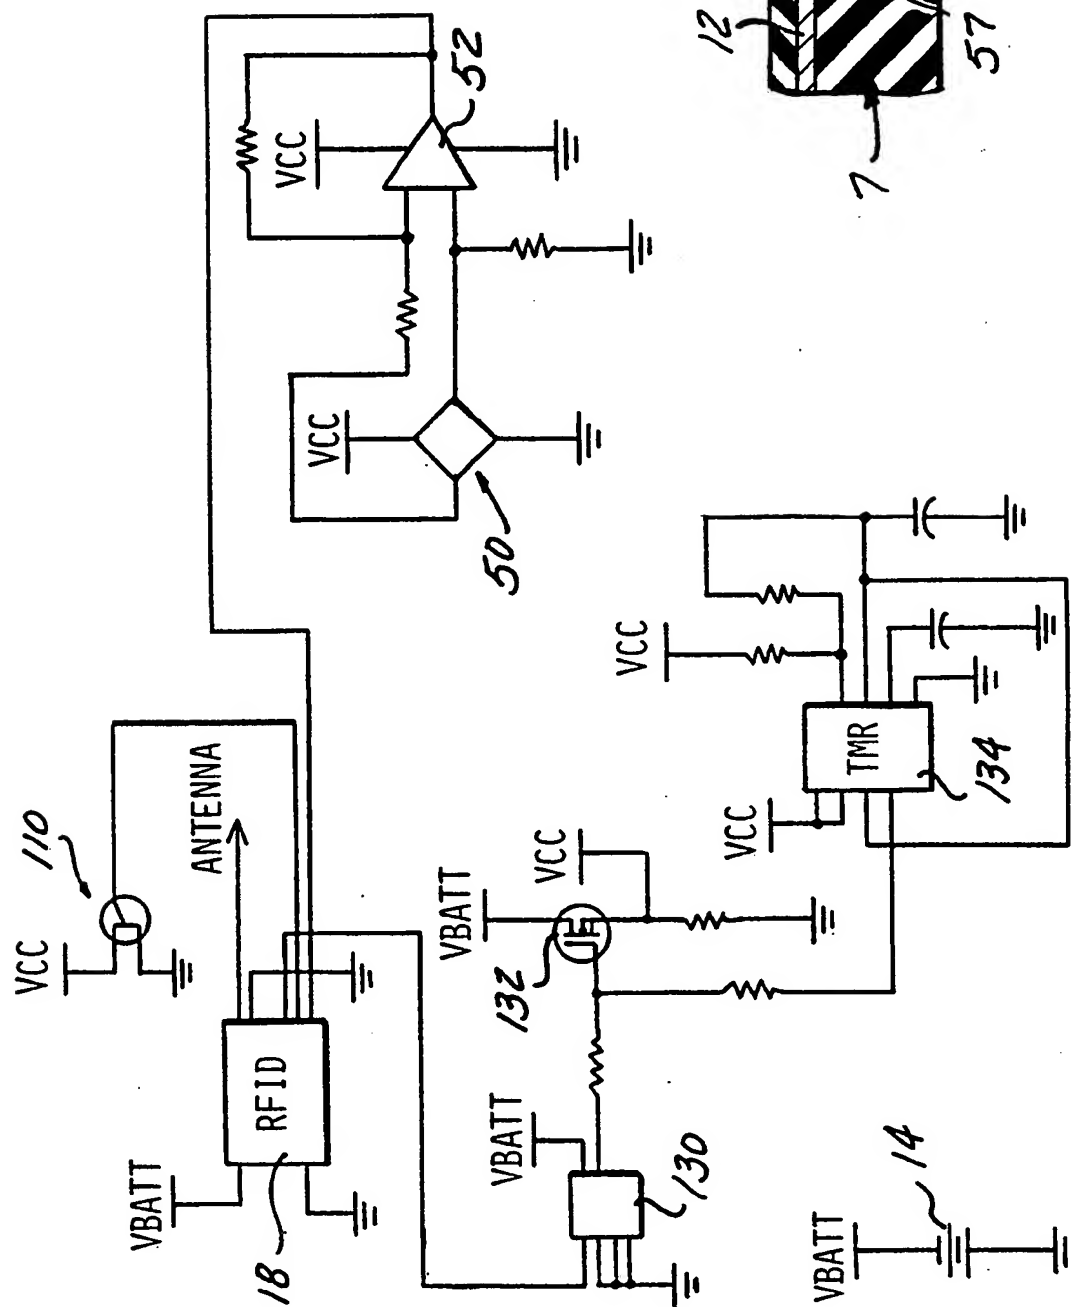 12
57
7
52
VCC
VCC
50
110
VCC
ANTENNA
VBATT
RFID
18
VCC
VCC
TMR
134
VBATT
VCC
132
VBATT
130
VBATT
14